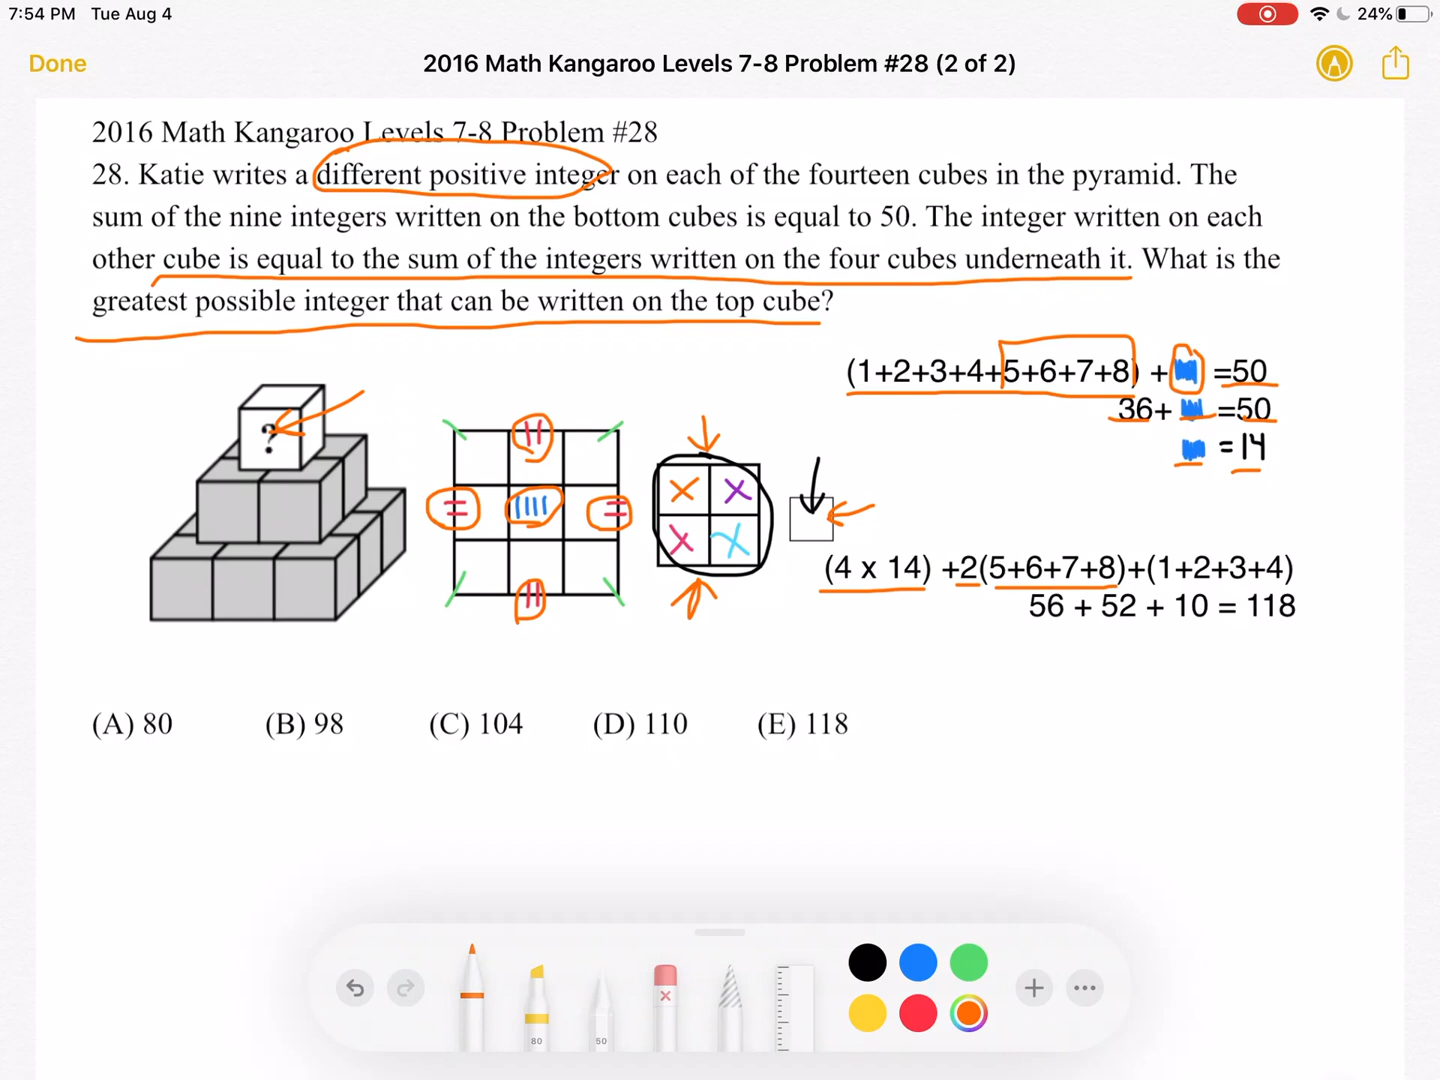 7:54 PM Tue Aug 4
24%
Done
2016 Math Kangaroo Levels 7-8 Problem #28 (2 of 2)
2016 Math Kangaroo Levels 7-8 Problem #28
28. Katie writes a different positive integer on each of the fourteen cubes in the pyramid. The
sum of the nine integers written on the bottom cubes is equal to 50. The integer written on each
other cube is equal to the sum of the integers written on the four cubes underneath it. What is the
greatest possible integer that can be written on the top cube?
(1+2+3+4+5+6+7+8) + =50
36+ =50
= 14
?
(4 x 14) +2(5+6+7+8)+(1+2+3+4)
56 + 52 + 10 = 118
(A) 80 (B) 98 (C) 104 (D) 110 (E) 118
80
50